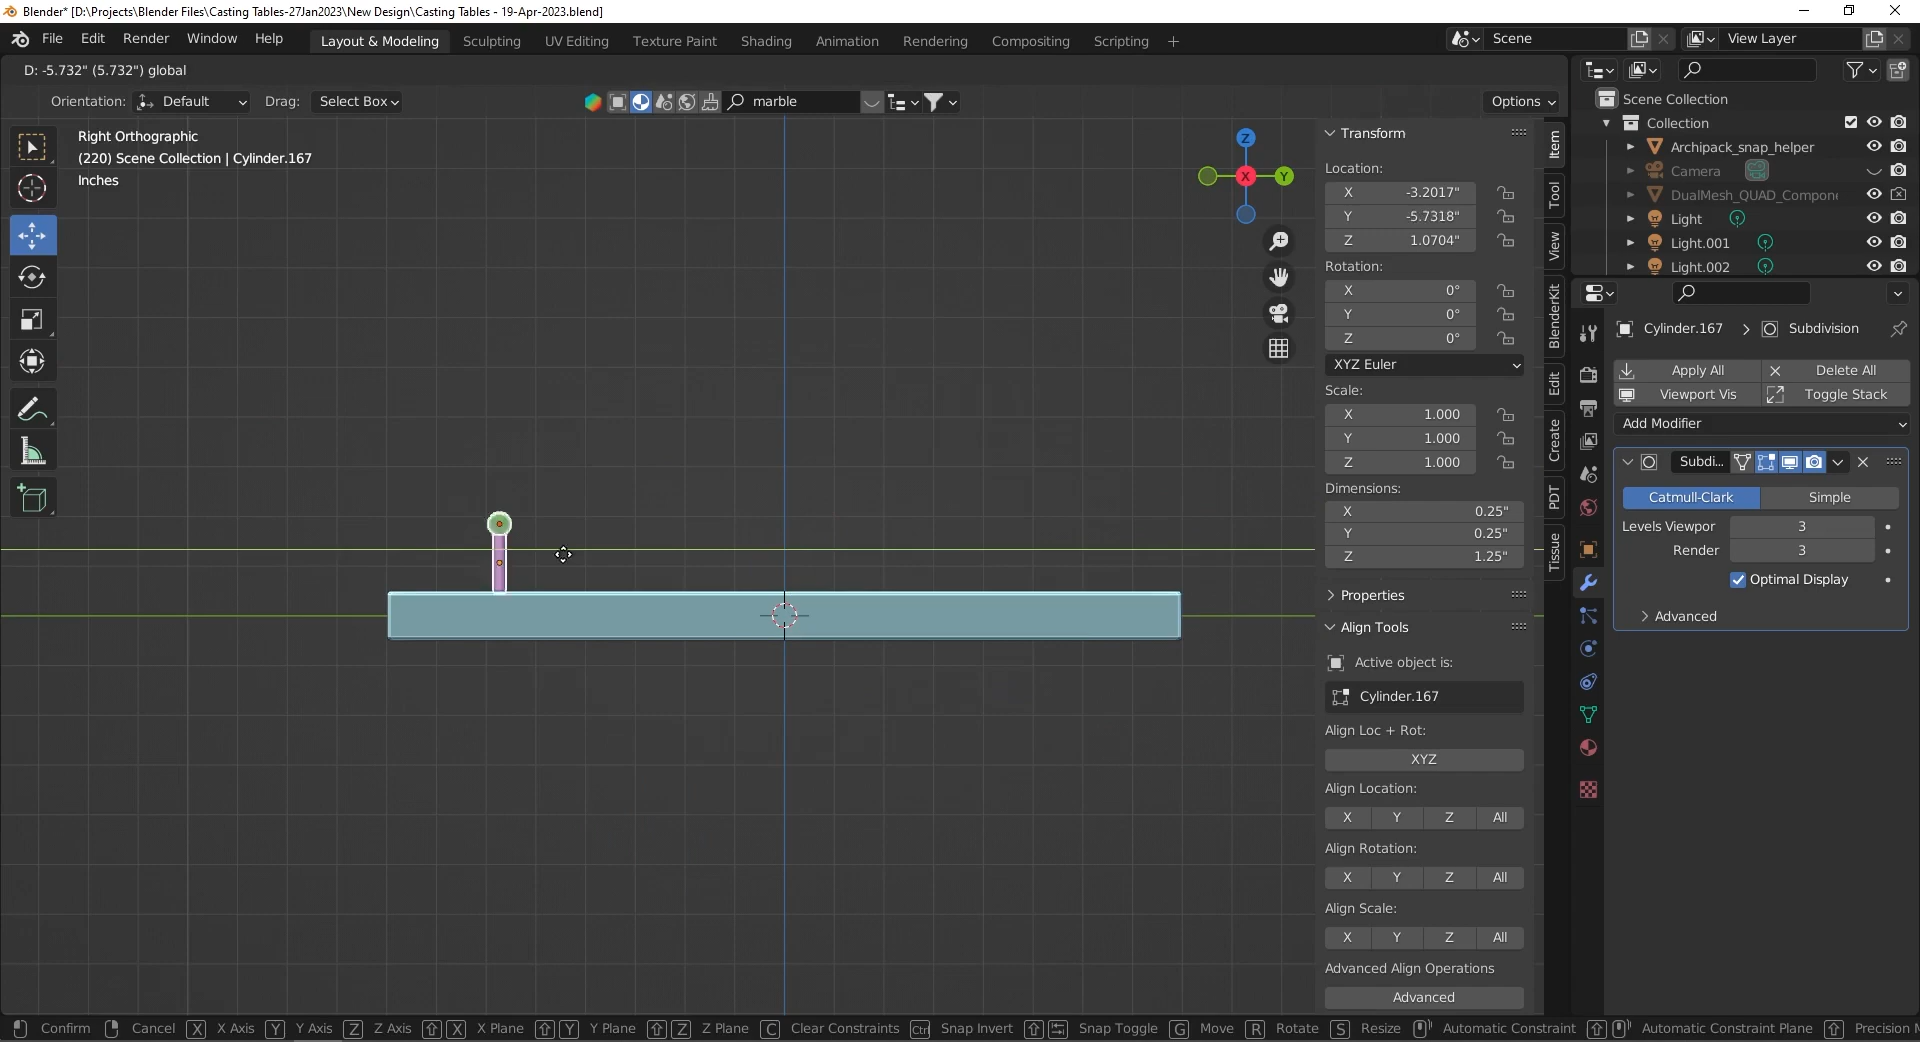 Blender* [D:\Projects\Blender Files\Casting Tables-27Jan2023\New Design\Casting Tables - 19-Apr-2023.blend]
File Edit Render Window Help Layout & Modeling Sculpting UV Editing Texture Paint Shading Animation Rendering Compositing Scripting + Scene View Layer
D: -5.732" (5.732") global
Orientation: Default Drag: Select Box marble Options
Right Orthographic
(220) Scene Collection | Cylinder.167
Inches
Z
Y
X
Transform
Location:
X -3.2017"
Y -5.7318"
Z 1.0704"
Rotation:
X 0°
Y 0°
Z 0°
XYZ Euler
Scale:
X 1.000
Y 1.000
Z 1.000
Dimensions:
X 0.25"
Y 0.25"
Z 1.25"
Properties
Align Tools
Active object is:
Cylinder.167
Align Loc + Rot:
XYZ
Align Location:
X Y Z All
Align Rotation:
X Y Z All
Align Scale:
X Y Z All
Advanced Align Operations
Advanced
Item
Tool
View
BlenderKit
Edit
Create
PDT
Tissue
Scene Collection
Collection
Archipack_snap_helper
Camera
DualMesh_QUAD_Compone
Light
Light.001
Light.002
Cylinder.167 > Subdivision
Apply All Delete All
Viewport Vis Toggle Stack
Add Modifier
Subdi...
Catmull-Clark Simple
Levels Viewpor 3
Render 3
Optimal Display
Advanced
Confirm Cancel X X Axis Y Y Axis Z Z Axis X X Plane Y Y Plane Z Z Plane C Clear Constraints Ctrl Snap Invert Snap Toggle G Move R Rotate S Resize Automatic Constraint Automatic Constraint Plane Precision M